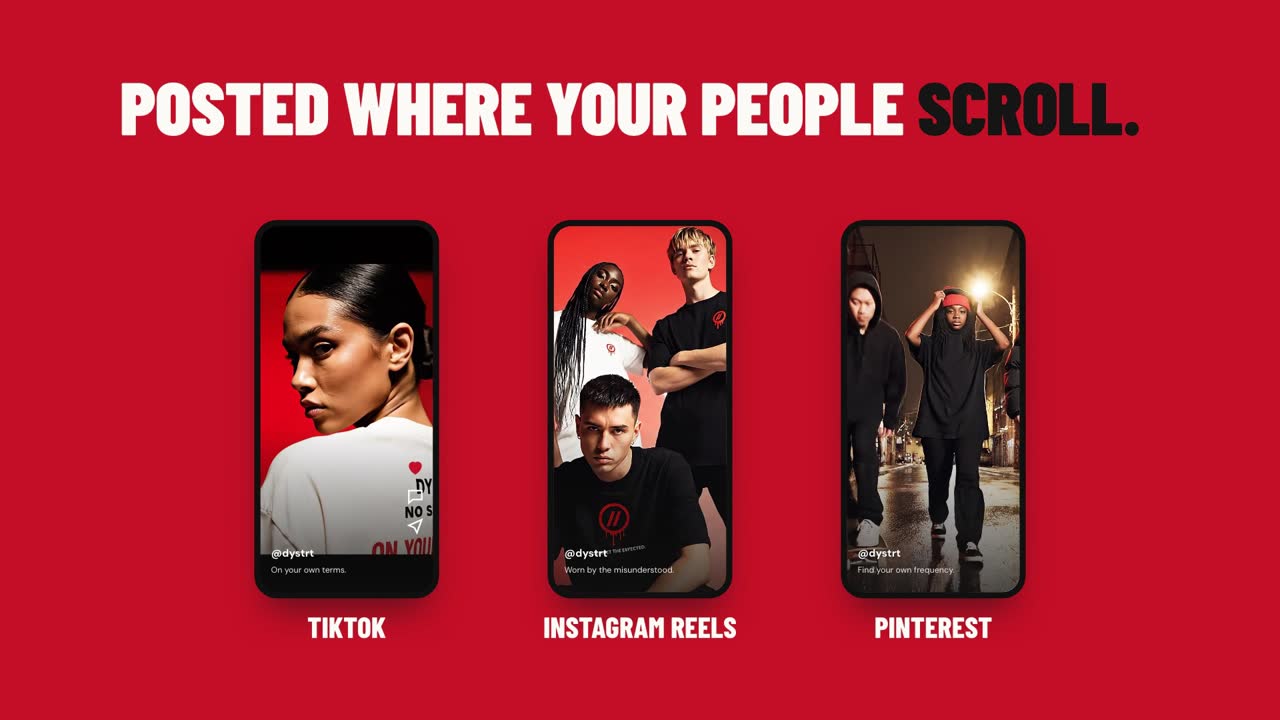 POSTED WHERE YOUR PEOPLE SCROLL.
DY
NO S
ON YOU
@dystrt
On your own terms.
TIKTOK
@dystrt
Worn by the misunderstood.
INSTAGRAM REELS
@dystrt
Find your own frequency.
PINTEREST